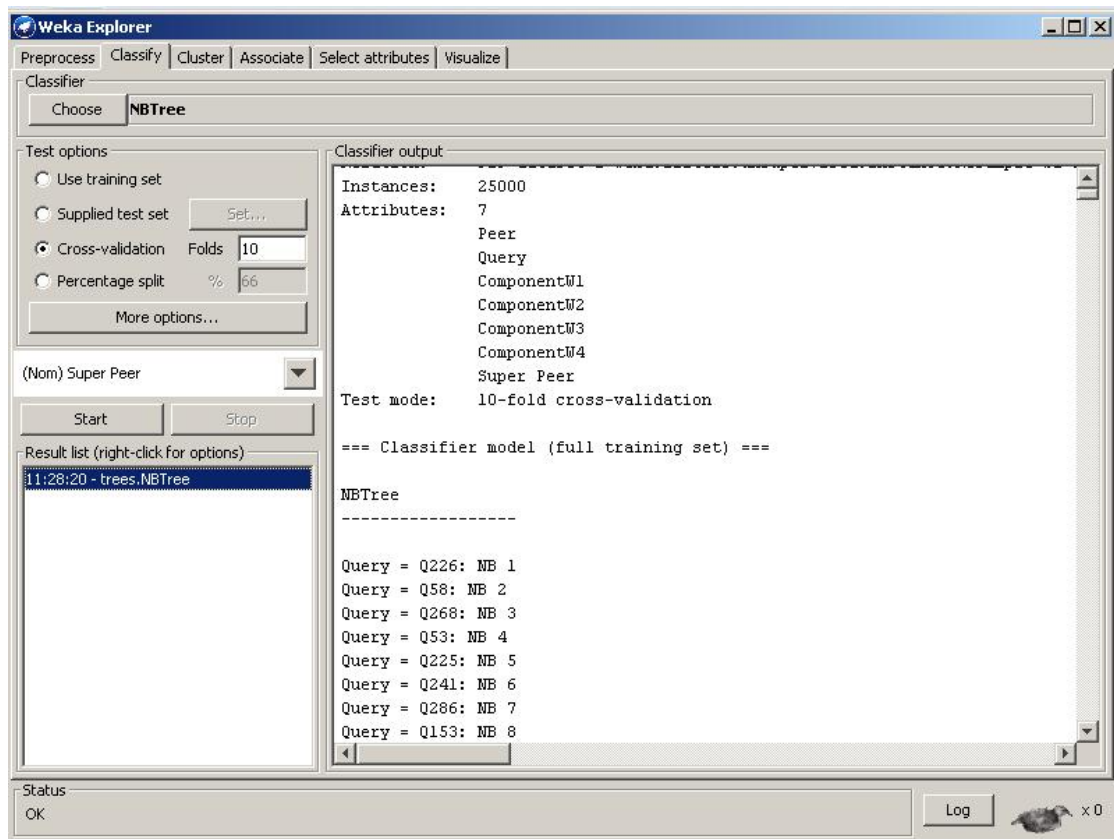 Weka Explorer
Preprocess Classify Cluster Associate Select attributes Visualize
Classifier
Choose NBTree
Test options
Use training set
Supplied test set Set...
Cross-validation Folds 10
Percentage split % 66
More options...
(Nom) Super Peer
Start Stop
Result list (right-click for options)
11:28:20 - trees.NBTree
Classifier output
Instances: 25000
Attributes: 7
Peer
Query
ComponentW1
ComponentW2
ComponentW3
ComponentW4
Super Peer
Test mode: 10-fold cross-validation
=== Classifier model (full training set) ===
NBTree
------------------
Query = Q226: NB 1
Query = Q58: NB 2
Query = Q268: NB 3
Query = Q53: NB 4
Query = Q225: NB 5
Query = Q241: NB 6
Query = Q286: NB 7
Query = Q153: NB 8
Status
OK
Log
x 0